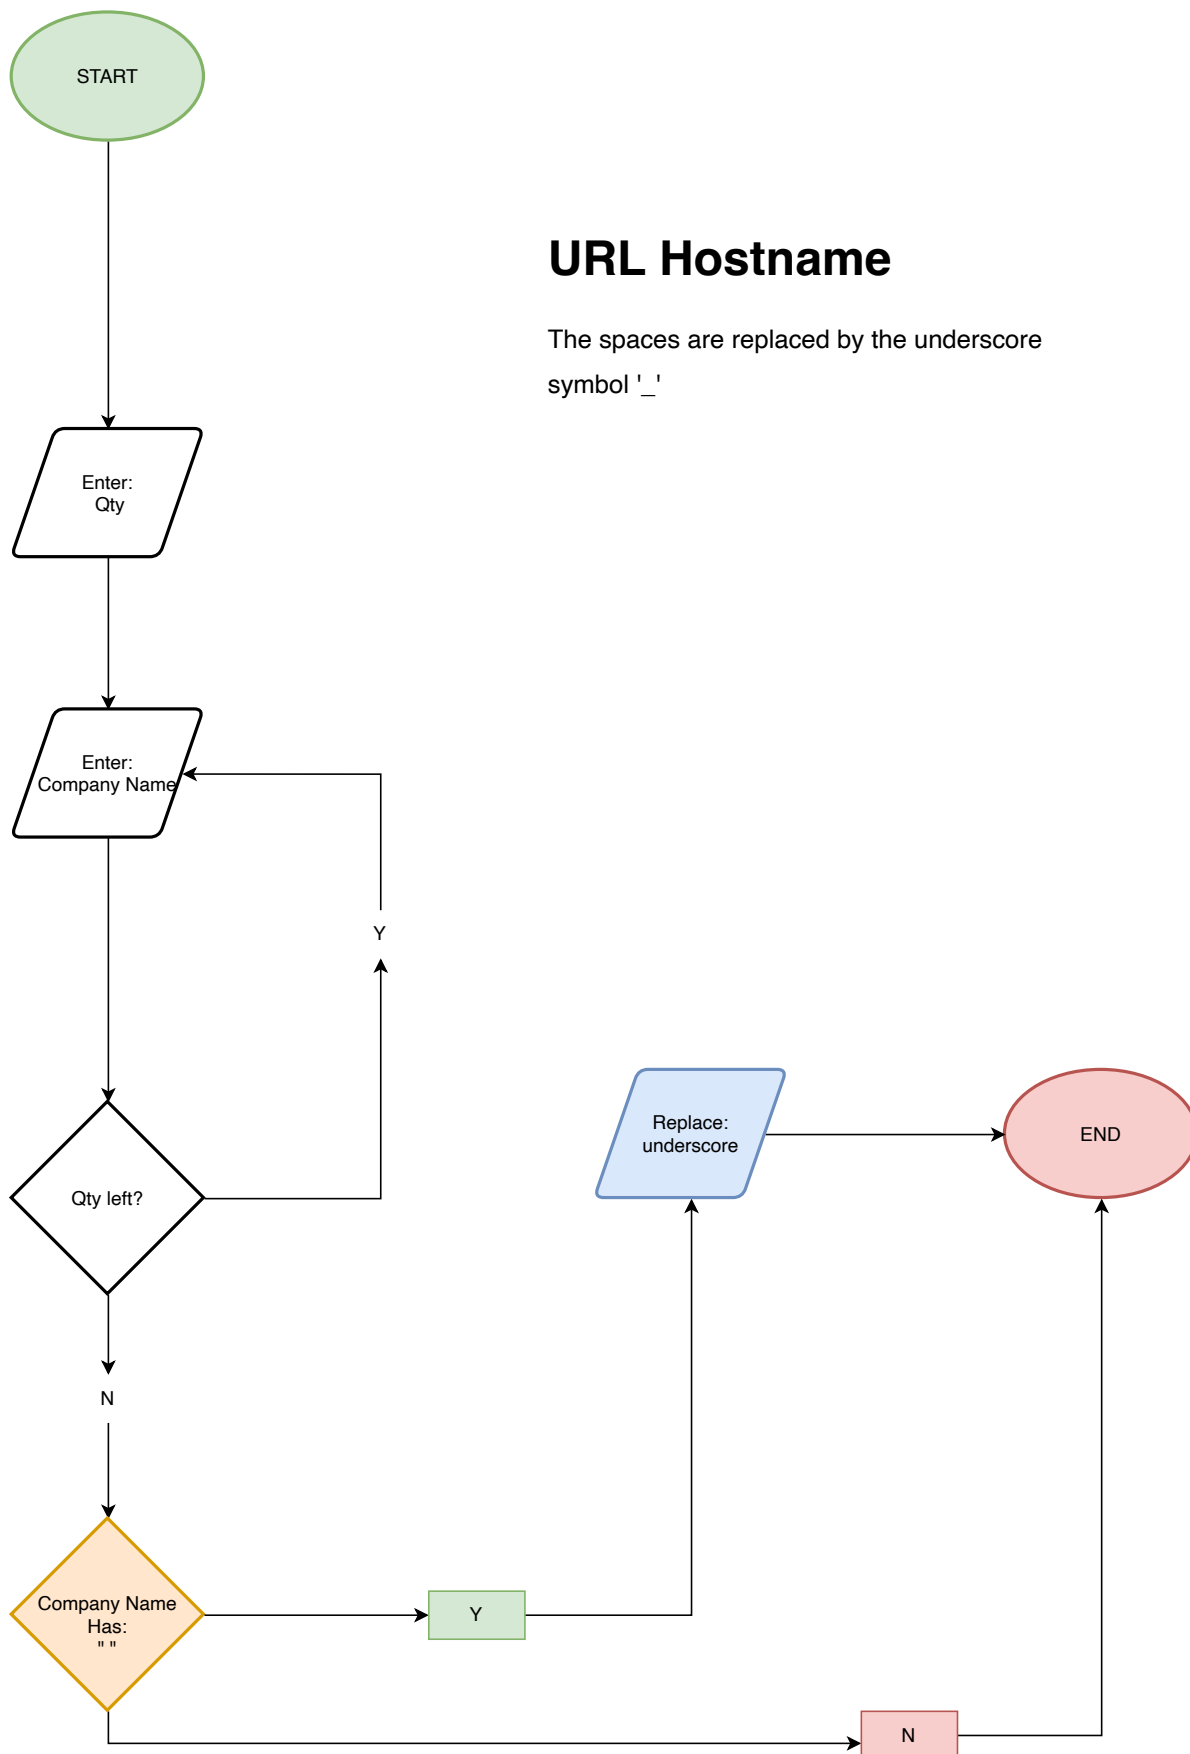 START
URL Hostname
The spaces are replaced by the underscore
symbol '_'
Enter:
Qty
Enter:
Company Name
Y
Replace:
underscore
END
Qty left?
N
Company Name
Has:
" "
Y
N